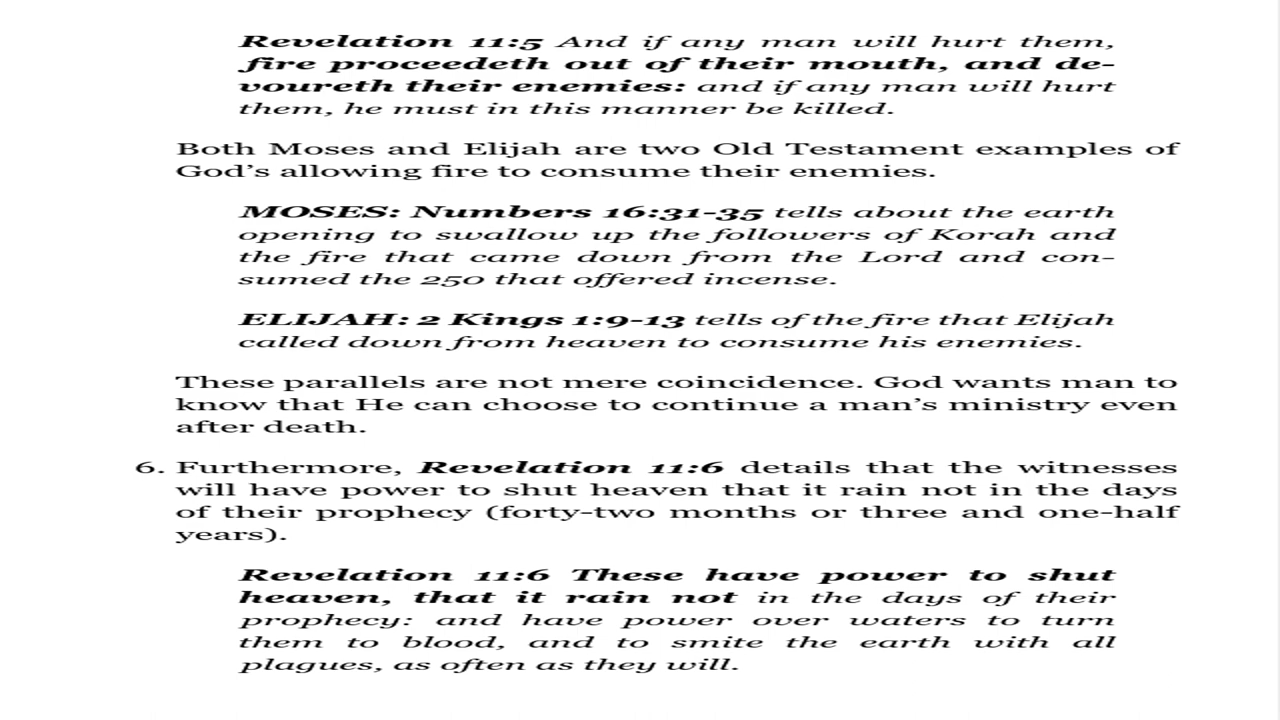 Revelation 11:5 And if any man will hurt them,
fire proceedeth out of their mouth, and de-
voureth their enemies: and if any man will hurt
them, he must in this manner be killed.
Both Moses and Elijah are two Old Testament examples of
God's allowing fire to consume their enemies.
MOSES: Numbers 16:31-35 tells about the earth
opening to swallow up the followers of Korah and
the fire that came down from the Lord and con-
sumed the 250 that offered incense.
ELIJAH: 2 Kings 1:9-13 tells of the fire that Elijah
called down from heaven to consume his enemies.
These parallels are not mere coincidence. God wants man to
know that He can choose to continue a man's ministry even
after death.
6. Furthermore, Revelation 11:6 details that the witnesses
will have power to shut heaven that it rain not in the days
of their prophecy (forty-two months or three and one-half
years).
Revelation 11:6 These have power to shut
heaven, that it rain not in the days of their
prophecy: and have power over waters to turn
them to blood, and to smite the earth with all
plagues, as often as they will.